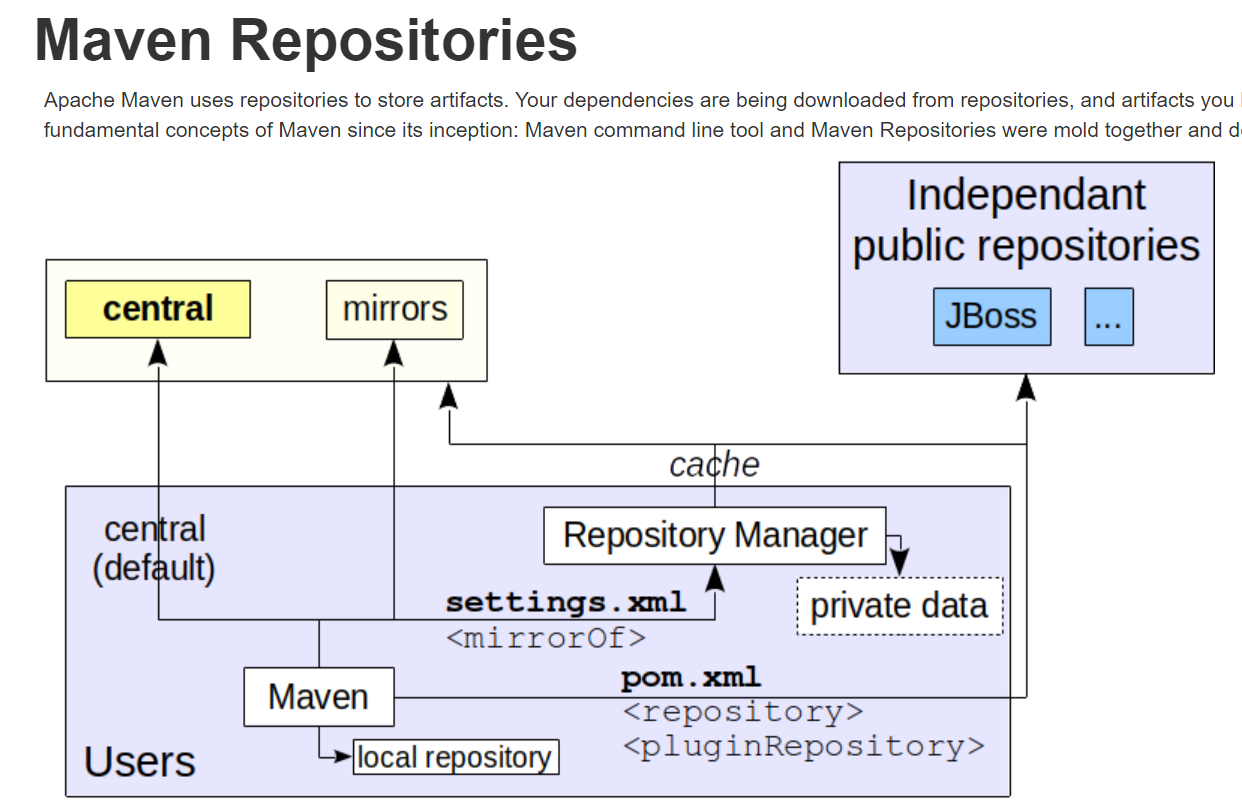 Maven Repositories
Apache Maven uses repositories to store artifacts. Your dependencies are being downloaded from repositories, and artifacts you
fundamental concepts of Maven since its inception: Maven command line tool and Maven Repositories were mold together and d
Independant
public repositories
JBoss ...
central mirrors
cache
central
(default)
Repository Manager
private data
settings.xml
<mirrorOf>
pom.xml
<repository>
<pluginRepository>
Maven
local repository
Users